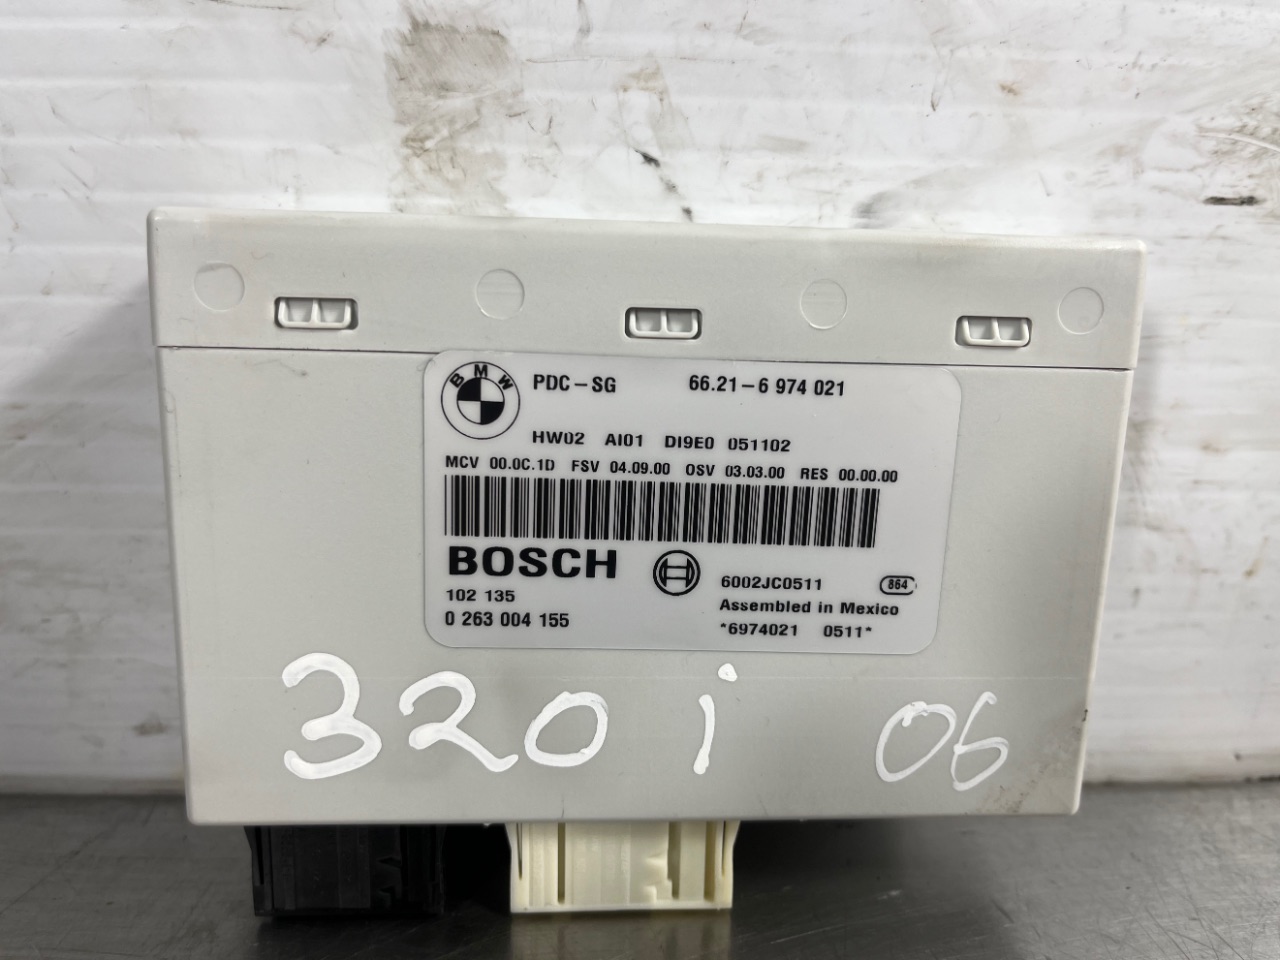 BMW PDC-SG 66.21-6 974 021
HW02 AI01 DI9E0 051102
MCV 00.0C.1D FSV 04.09.00 OSV 03.03.00 RES 00.00.00
BOSCH
6002JC0511 864
102 135 Assembled in Mexico
0 263 004 155 *6974021 0511*
320i 06